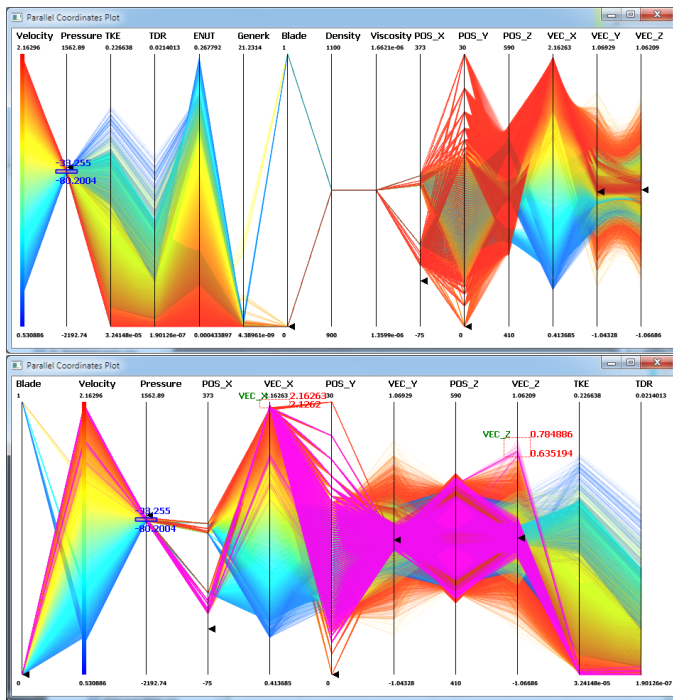 Parallel Coordinates Plot
Velocity Pressure TKE TDR ENUT Generk Blade Density Viscosity POS_X POS_Y POS_Z VEC_X VEC_Y VEC_Z
2.16296 1562.89 0.226638 0.0214013 0.267792 21.2314 1 1100 1.6621e-06 373 30 590 2.16263 1.06929 1.06209
-33.255
-80.2004
0.530886 -2192.74 3.24148e-05 1.90126e-07 0.000433897 4.38961e-09 0 900 1.3599e-06 -75 0 410 0.413685 -1.04328 -1.06686
Parallel Coordinates Plot
Blade Velocity Pressure POS_X VEC_X POS_Y VEC_Y POS_Z VEC_Z TKE TDR
1 2.16296 1562.89 373 VEC_X 2.16263 2.16263 30 1.06929 590 1.06209 0.226638 0.0214013
2.1262
VEC_Z 0.784886
0.635194
-33.255
-80.2004
0 0.530886 -2192.74 -75 0.413685 0 -1.04328 410 -1.06686 3.24148e-05 1.90126e-07